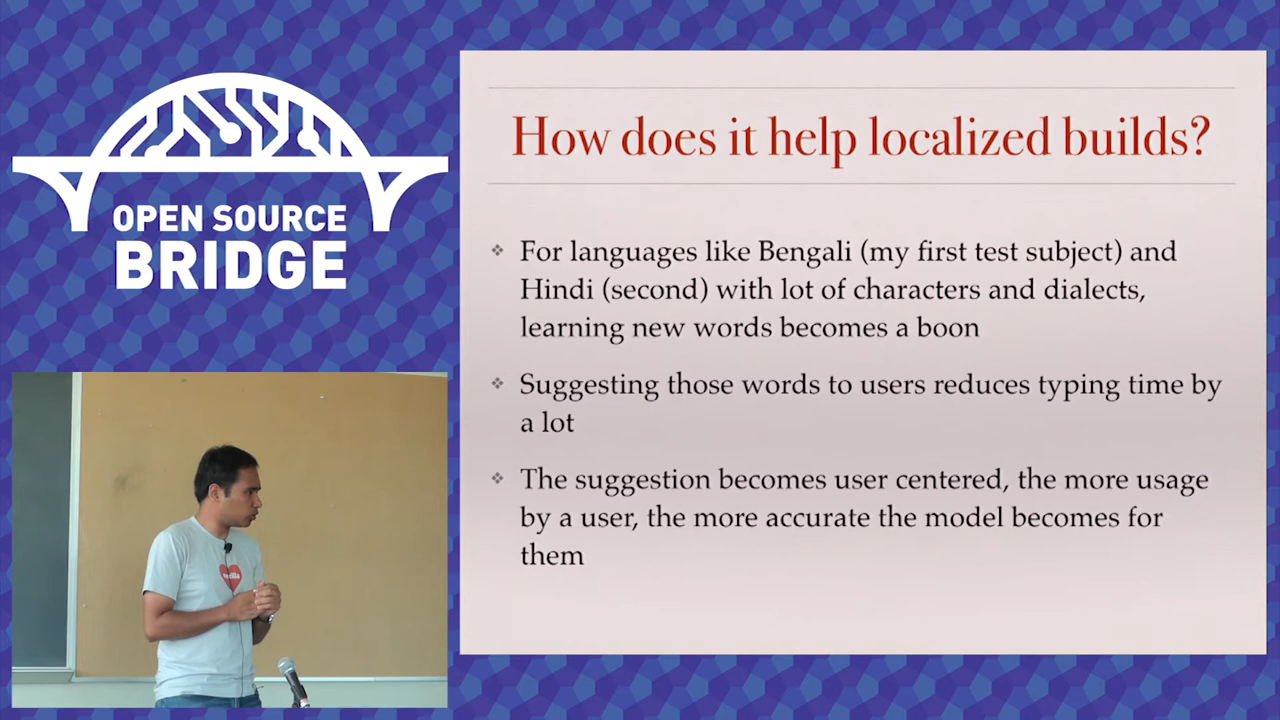 OPEN SOURCE
BRIDGE
How does it help localized builds?
For languages like Bengali (my first test subject) and
Hindi (second) with lot of characters and dialects,
learning new words becomes a boon
Suggesting those words to users reduces typing time by
a lot
The suggestion becomes user centered, the more usage
by a user, the more accurate the model becomes for
them